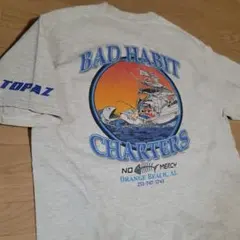 BAD HABIT
TOPAZ
CHARTERS
NO MERCY
ORANGE BEACH, AL